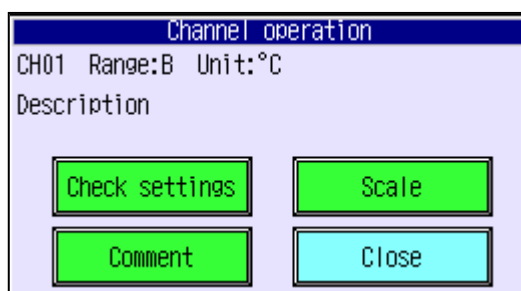 Channel operation
CH01 Range:B Unit:°C
Description
Check settings Scale
Comment Close